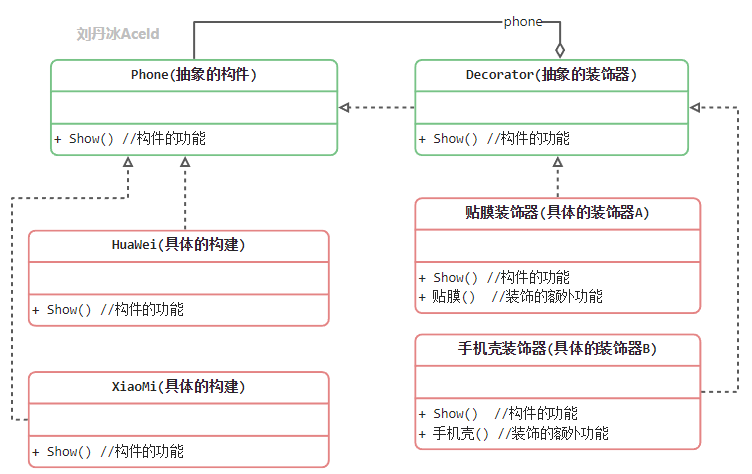 刘丹冰AceId
phone
Phone(抽象的构件)
+ Show() //构件的功能
Decorator(抽象的装饰器)
+ Show() //构件的功能
HuaWei(具体的构建)
+ Show() //构件的功能
XiaoMi(具体的构建)
+ Show() //构件的功能
贴膜装饰器(具体的装饰器A)
+ Show() //构件的功能
+ 贴膜() //装饰的额外功能
手机壳装饰器(具体的装饰器B)
+ Show() //构件的功能
+ 手机壳() //装饰的额外功能